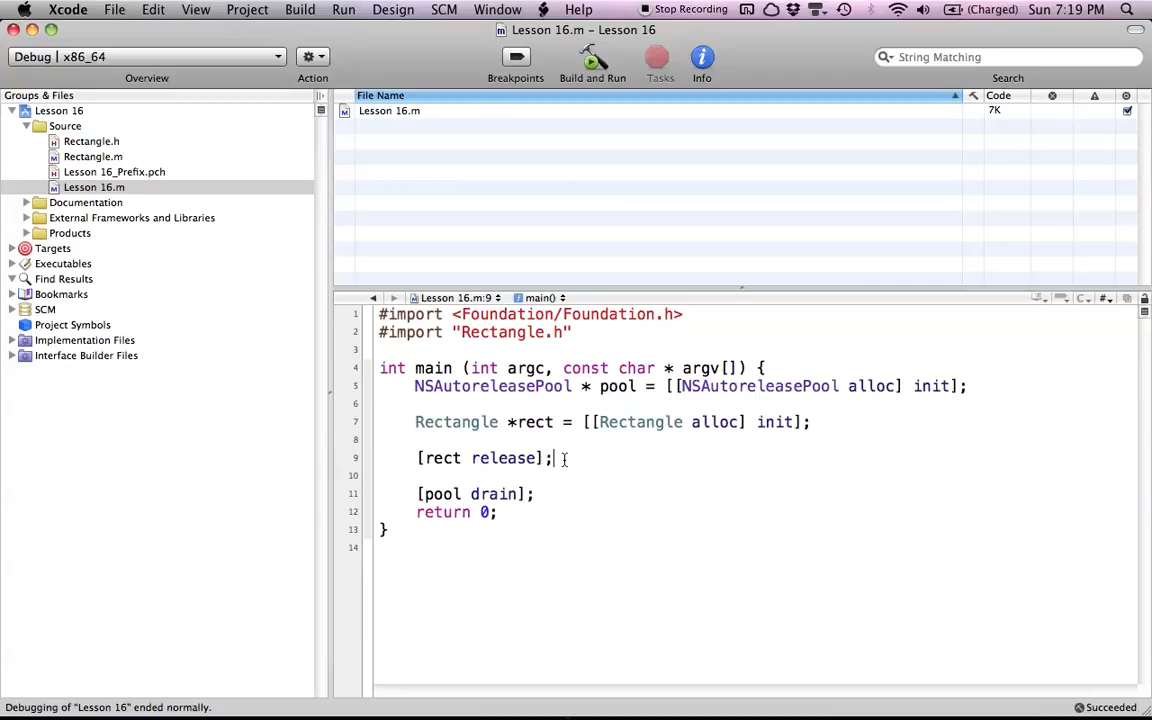 Xcode File Edit View Project Build Run Design SCM Window Help Stop Recording (Charged) Sun 7:19 PM
Lesson 16.m – Lesson 16
Debug | x86_64
String Matching
Overview Action Breakpoints Build and Run Tasks Info Search
Groups & Files
Lesson 16
Source
Rectangle.h
Rectangle.m
Lesson 16_Prefix.pch
Lesson 16.m
Documentation
External Frameworks and Libraries
Products
Targets
Executables
Find Results
Bookmarks
SCM
Project Symbols
Implementation Files
Interface Builder Files
File Name Code
Lesson 16.m 7K
Lesson 16.m:9 main()
1 #import <Foundation/Foundation.h>
2 #import "Rectangle.h"
3
4 int main (int argc, const char * argv[]) {
5 NSAutoreleasePool * pool = [[NSAutoreleasePool alloc] init];
6
7 Rectangle *rect = [[Rectangle alloc] init];
8
9 [rect release];
10
11 [pool drain];
12 return 0;
13 }
14
Debugging of "Lesson 16" ended normally. Succeeded